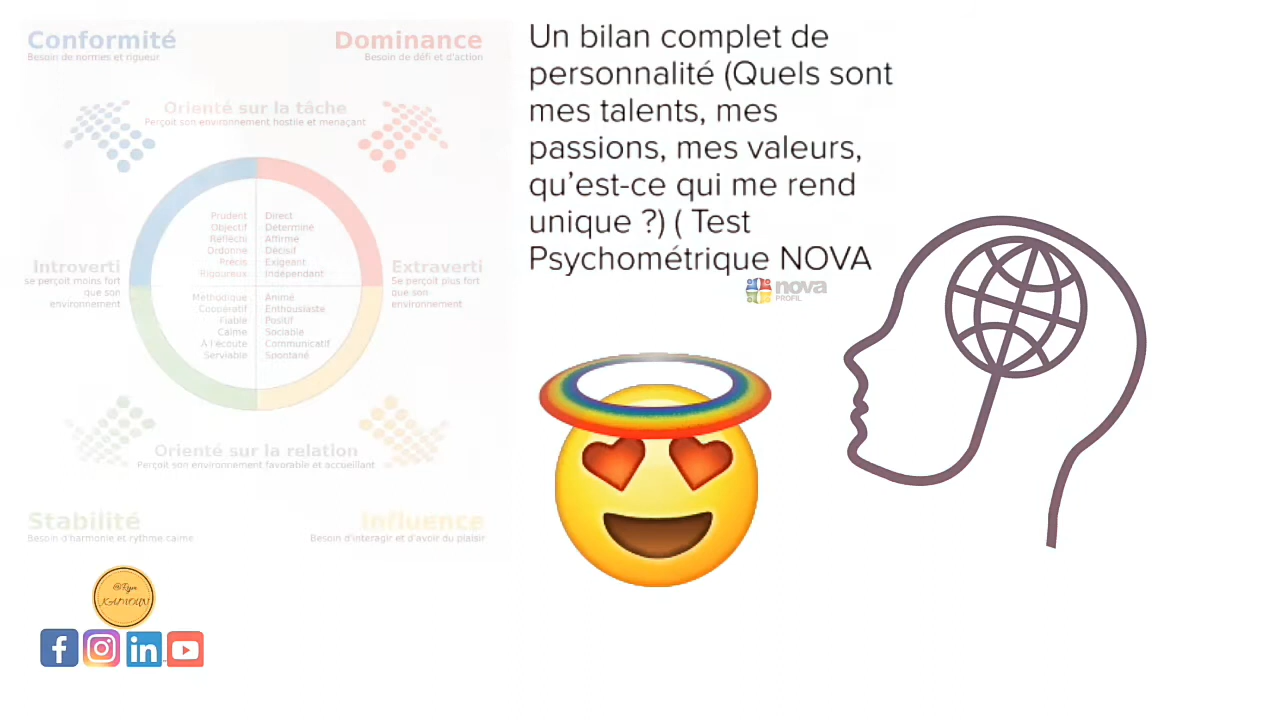 Conformité
Besoin de normes et rigueur
Dominance
Besoin de défi et d'action
Orienté sur la tâche
Perçoit son environnement hostile et menaçant
Prudent
Objectif
Réfléchi
Ordonné
Précis
Rigoureux
Direct
Déterminé
Affirmé
Décisif
Exigeant
Indépendant
Introverti
Se perçoit moins fort
que son
environnement
Extraverti
Se perçoit plus fort
que son
environnement
Méthodique
Coopératif
Fiable
Calme
À l'écoute
Serviable
Animé
Enthousiaste
Positif
Sociable
Communicatif
Spontané
Orienté sur la relation
Perçoit son environnement favorable et accueillant
Stabilité
Besoin d'harmonie et rythme calme
Influence
Besoin d'interagir et d'avoir du plaisir
Un bilan complet de
personnalité (Quels sont
mes talents, mes
passions, mes valeurs,
qu'est-ce qui me rend
unique ?) ( Test
Psychométrique NOVA
nova
PROFIL
@Rym
KAMOUN
f
in